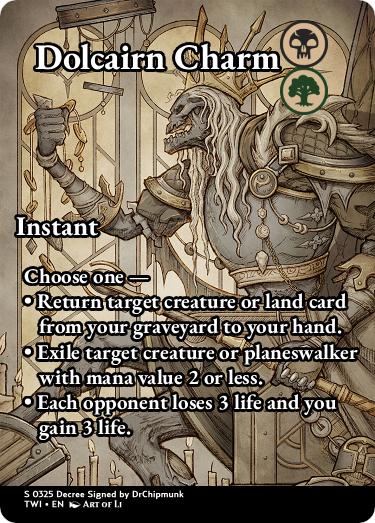 Dolcairn Charm
Instant
Choose one —
• Return target creature or land card
from your graveyard to your hand.
• Exile target creature or planeswalker
with mana value 2 or less.
• Each opponent loses 3 life and you
gain 3 life.
S 0325 Decree Signed by DrChipmunk
TWI • EN Art of Li